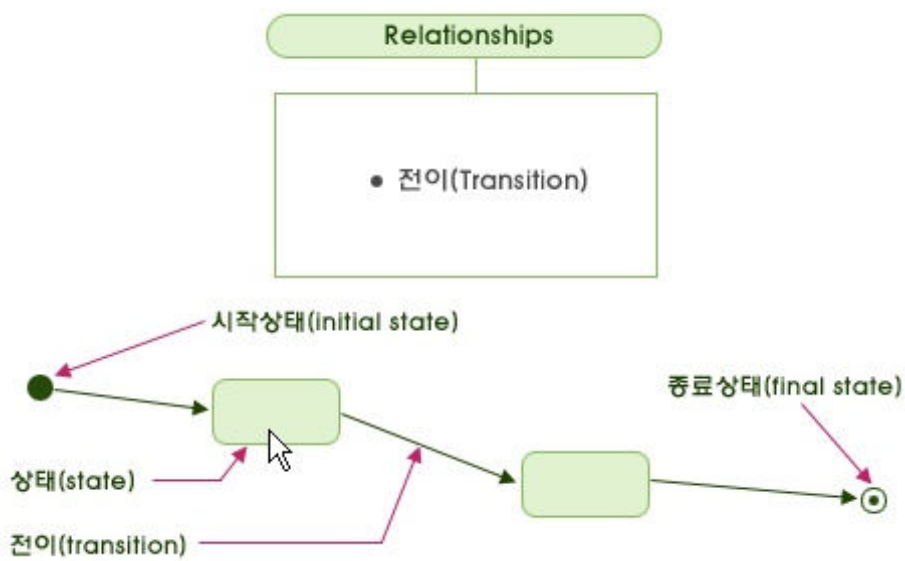 Relationships
• 전이(Transition)
시작상태(initial state)
종료상태(final state)
상태(state)
전이(transition)